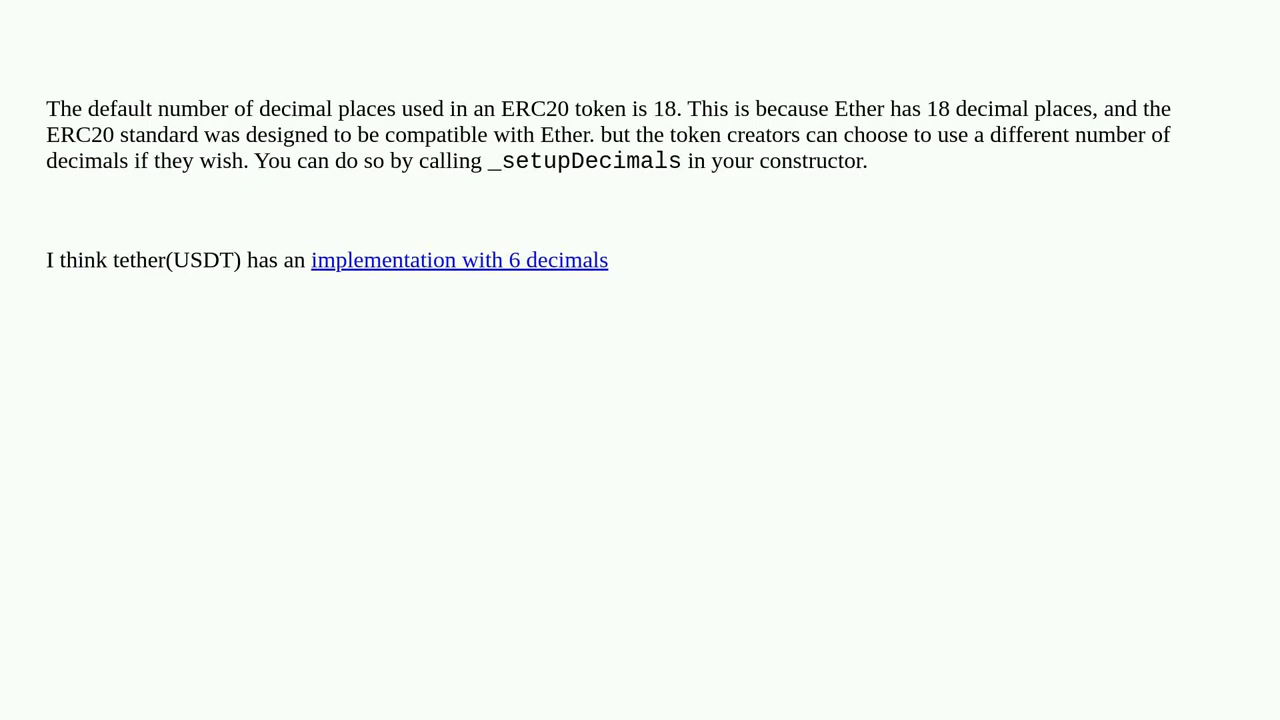 The default number of decimal places used in an ERC20 token is 18. This is because Ether has 18 decimal places, and the
ERC20 standard was designed to be compatible with Ether. but the token creators can choose to use a different number of
decimals if they wish. You can do so by calling _setupDecimals in your constructor.
I think tether(USDT) has an implementation with 6 decimals